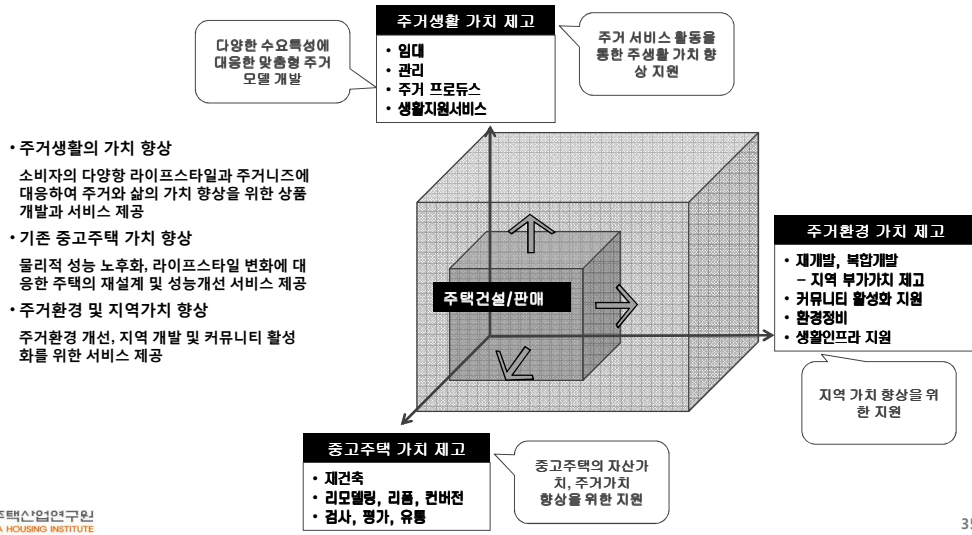 주거생활 가치 제고
• 임대
• 관리
• 주거 프로듀스
• 생활지원서비스
다양한 수요특성에
대응한 맞춤형 주거
모델 개발
주거 서비스 활동을
통한 주생활 가치 향
상 지원
• 주거생활의 가치 향상
소비자의 다양항 라이프스타일과 주거니즈에
대응하여 주거와 삶의 가치 향상을 위한 상품
개발과 서비스 제공
• 기존 중고주택 가치 향상
물리적 성능 노후화, 라이프스타일 변화에 대
응한 주택의 재설계 및 성능개선 서비스 제공
• 주거환경 및 지역가치 향상
주거환경 개선, 지역 개발 및 커뮤니티 활성
화를 위한 서비스 제공
주택건설/판매
주거환경 가치 제고
• 재개발, 복합개발
– 지역 부가가치 제고
• 커뮤니티 활성화 지원
• 환경정비
• 생활인프라 지원
지역 가치 향상을 위
한 지원
중고주택 가치 제고
• 재건축
• 리모델링, 리폼, 컨버전
• 검사, 평가, 유통
중고주택의 자산가
치, 주거가치
향상을 위한 지원
주택산업연구원
A HOUSING INSTITUTE
35